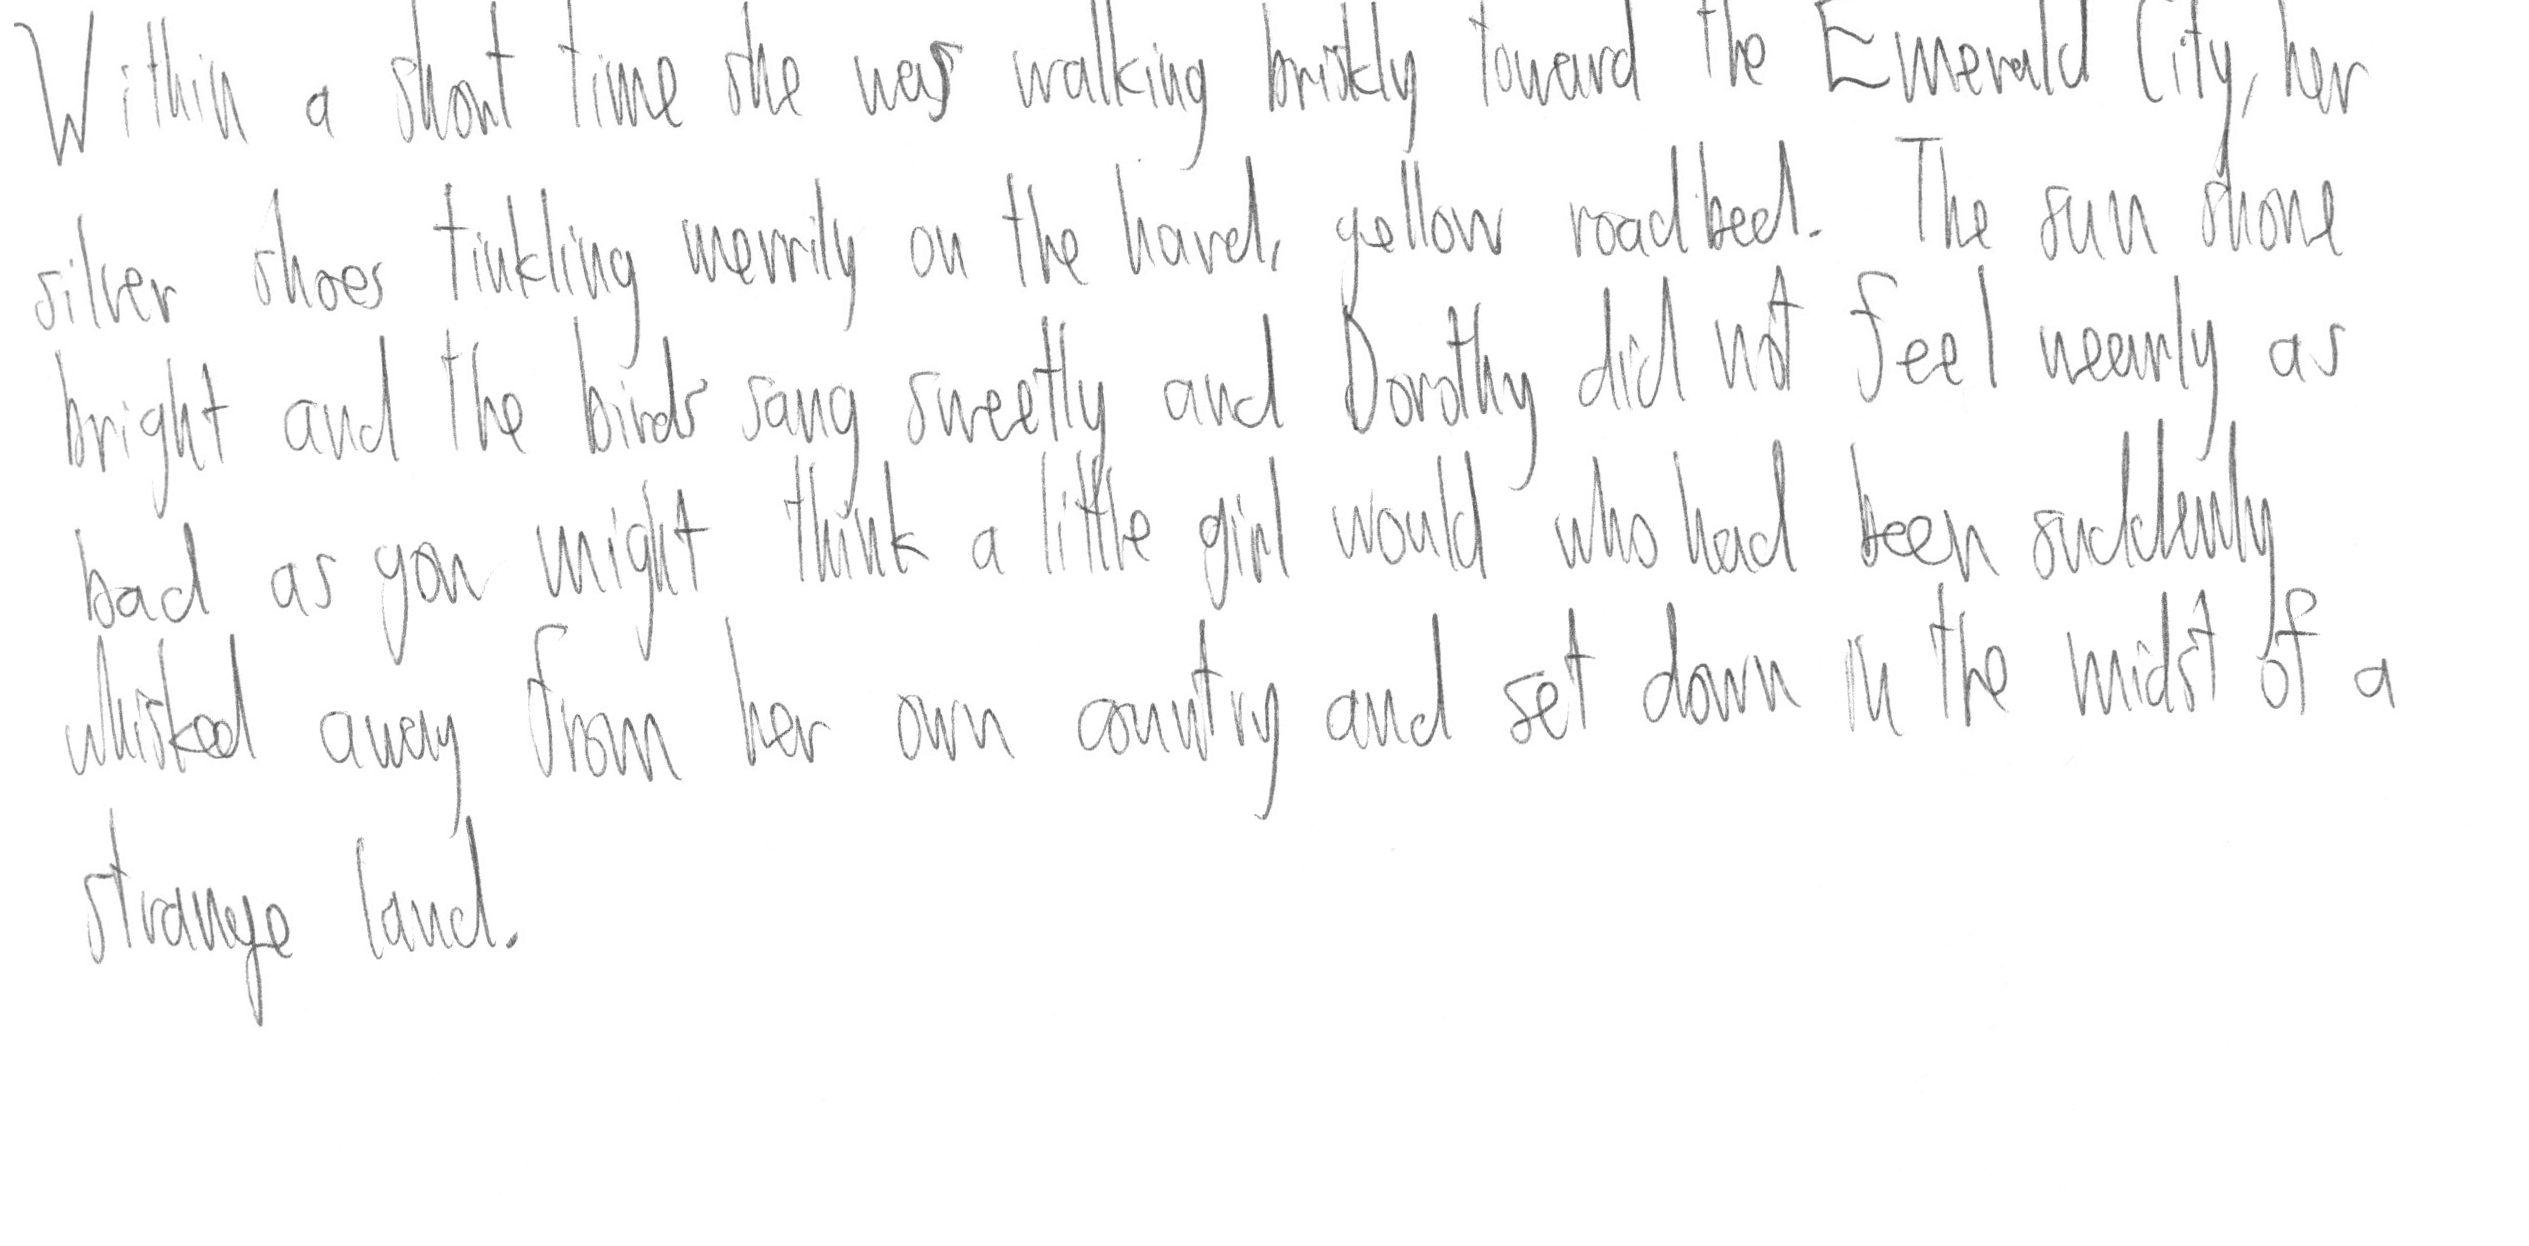 Within a short time she was walking briskly toward the Emerald City, her
silver shoes tinkling merrily on the hard, yellow roadbed. The sun shone
bright and the birds sang sweetly and Dorothy did not feel nearly as
bad as you might think a little girl would who had been suddenly
whisked away from her own country and set down in the midst of a
strange land.